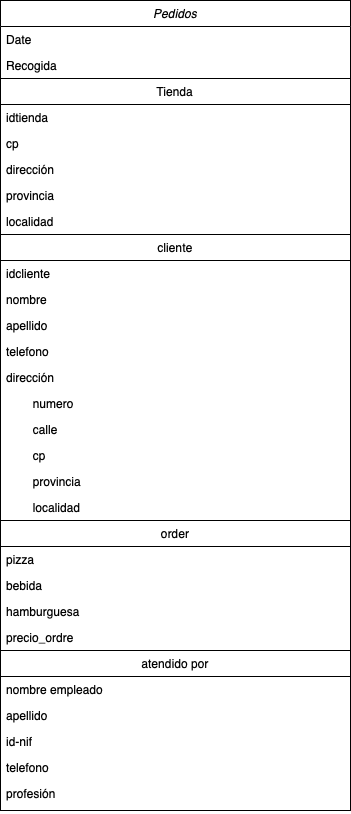 Pedidos
Date
Recogida
Tienda
idtienda
cp
dirección
provincia
localidad
cliente
idcliente
nombre
apellido
telefono
dirección
numero
calle
cp
provincia
localidad
order
pizza
bebida
hamburguesa
precio_ordre
atendido por
nombre empleado
apellido
id-nif
telefono
profesión